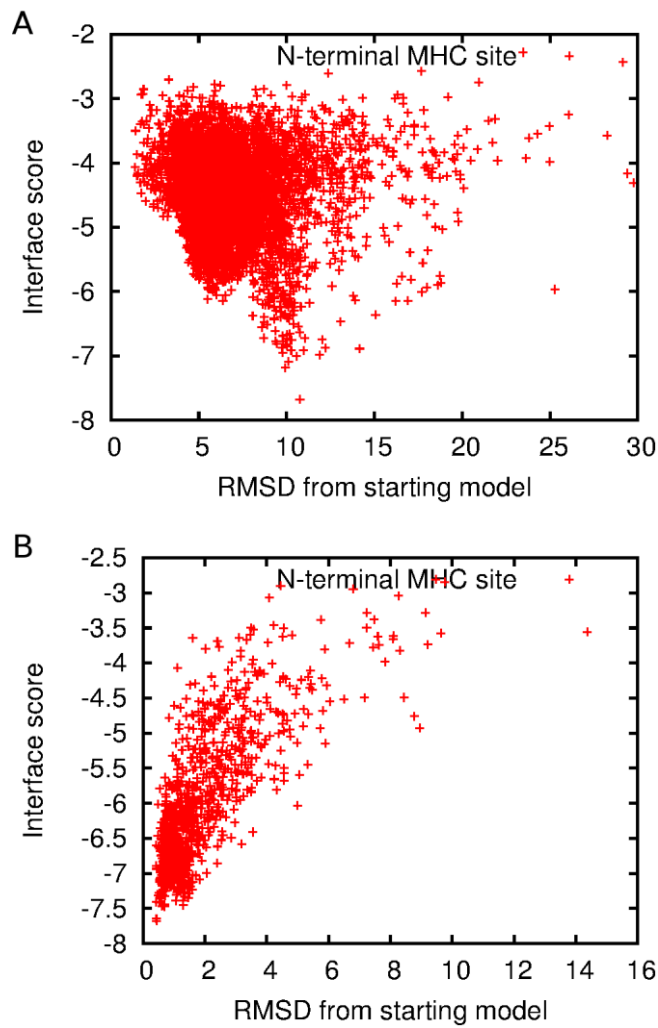 A
-2
-3
-4
-5
-6
-7
-8
Interface score
N-terminal MHC site
0 5 10 15 20 25 30
RMSD from starting model
B
-2.5
-3
-3.5
-4
-4.5
-5
-5.5
-6
-6.5
-7
-7.5
-8
Interface score
N-terminal MHC site
0 2 4 6 8 10 12 14 16
RMSD from starting model